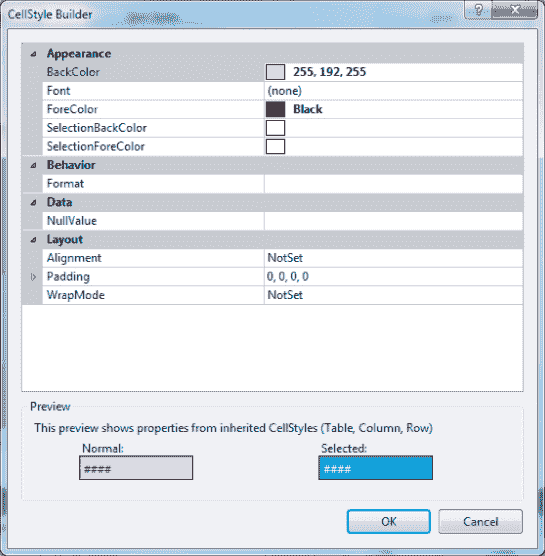 CellStyle Builder
Appearance
BackColor 255, 192, 255
Font (none)
ForeColor Black
SelectionBackColor
SelectionForeColor
Behavior
Format
Data
NullValue
Layout
Alignment NotSet
Padding 0, 0, 0, 0
WrapMode NotSet
Preview
This preview shows properties from inherited CellStyles (Table, Column, Row)
Normal: Selected:
#### ####
OK Cancel